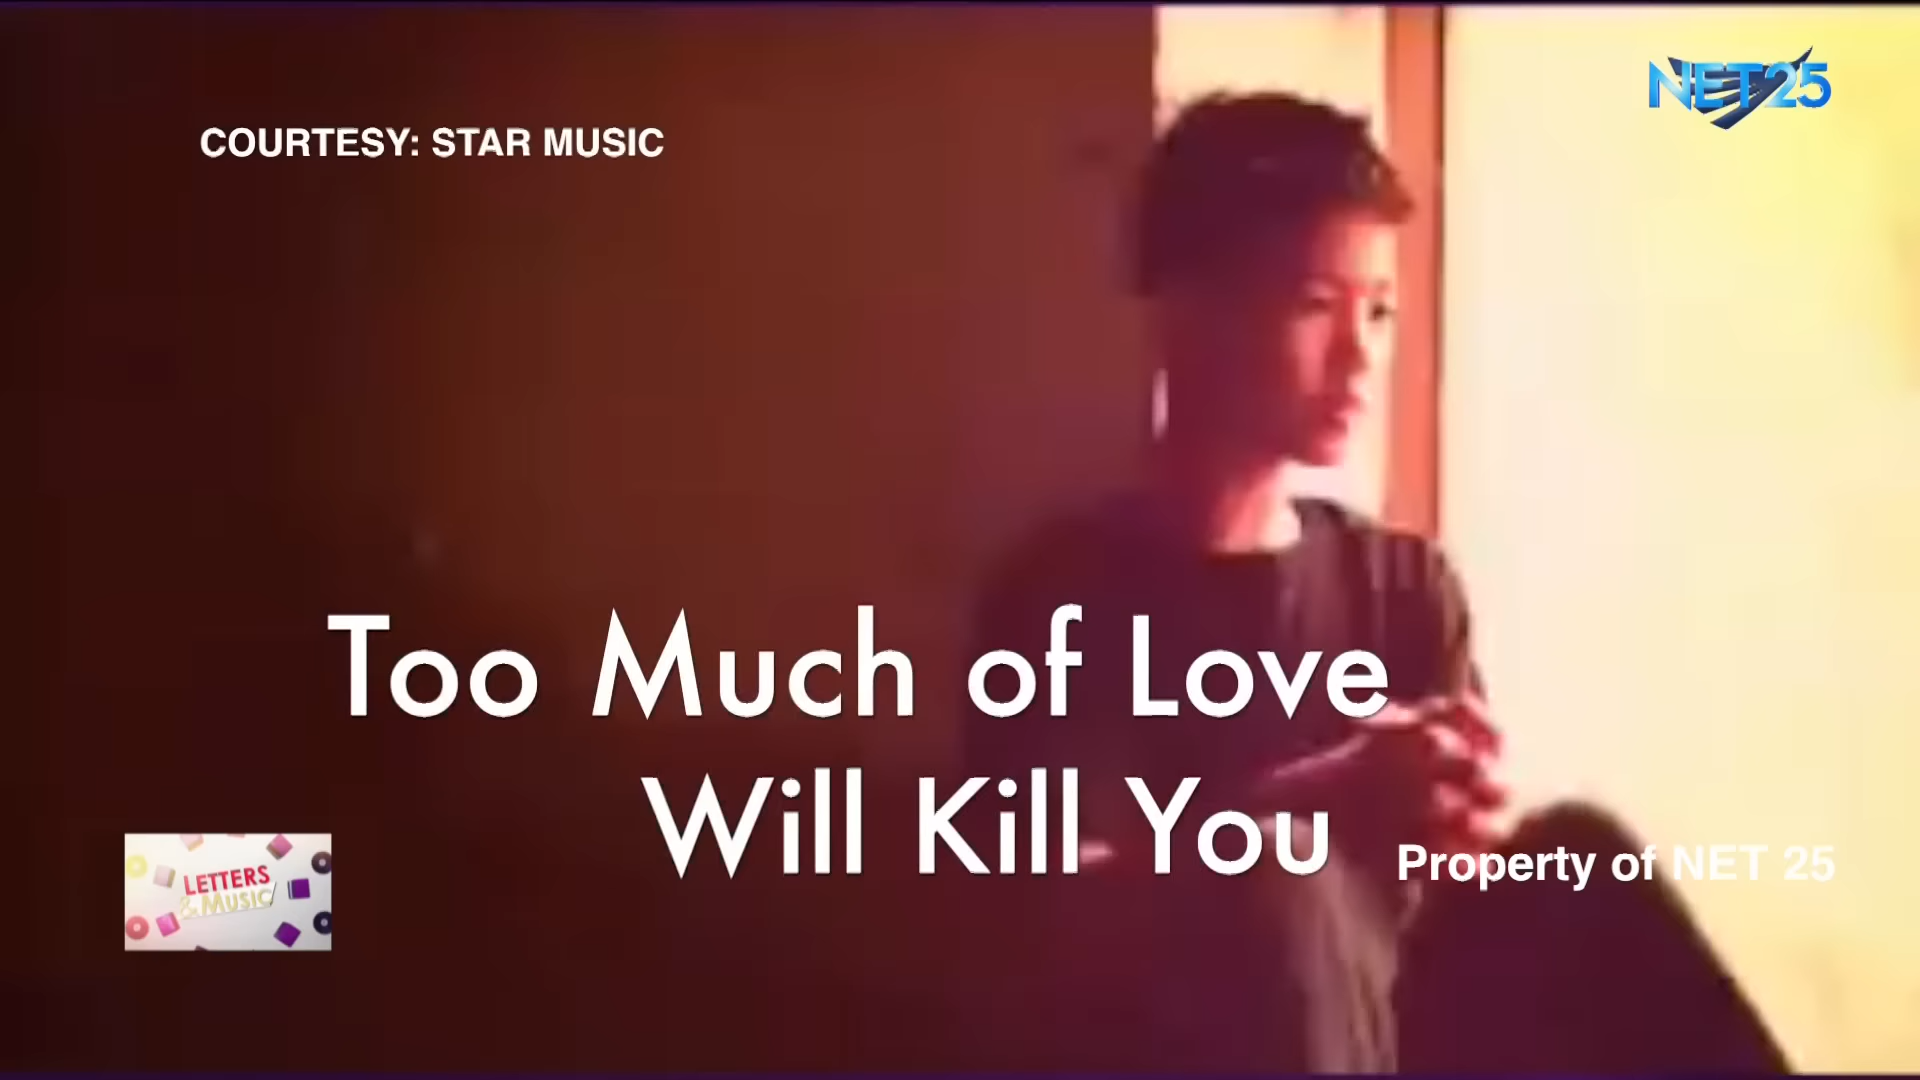 NET25
COURTESY: STAR MUSIC
Too Much of Love
Will Kill You
Property of NET 25
LETTERS
& MUSIC